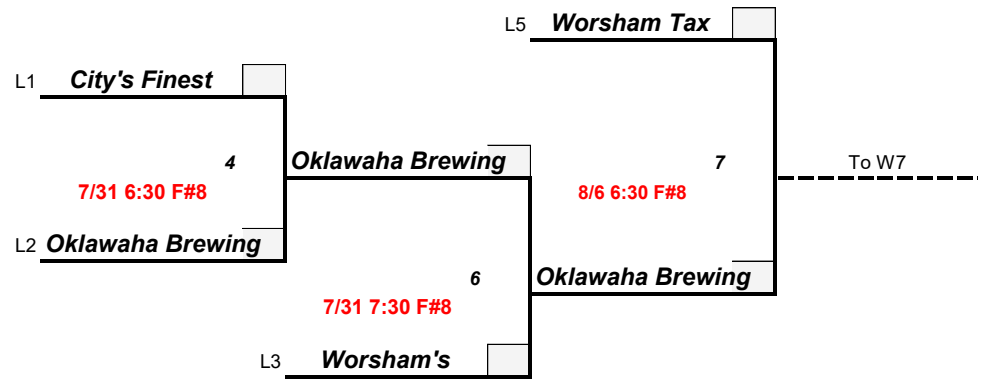 L5 Worsham Tax
L1 City's Finest
4 Oklawaha Brewing 7 To W7
7/31 6:30 F#8 8/6 6:30 F#8
L2 Oklawaha Brewing
6 Oklawaha Brewing
7/31 7:30 F#8
L3 Worsham's